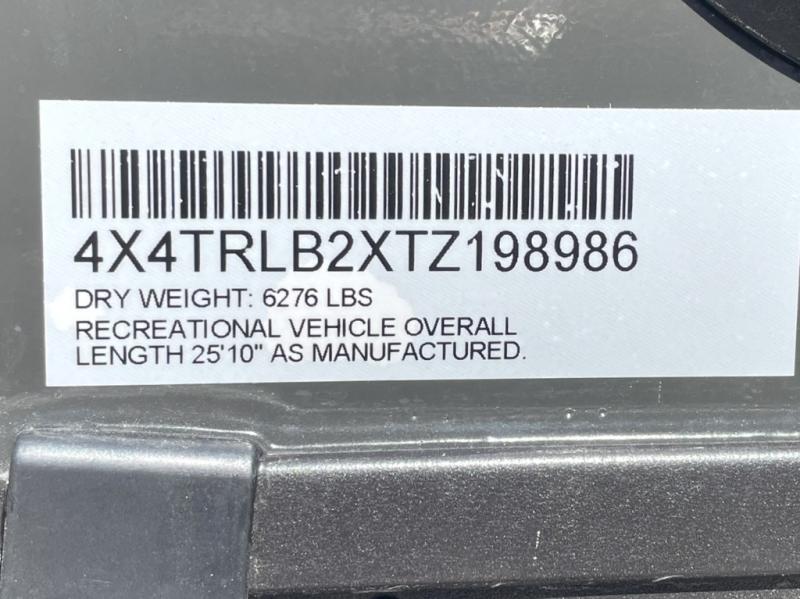 4X4TRLB2XTZ198986
DRY WEIGHT: 6276 LBS
RECREATIONAL VEHICLE OVERALL
LENGTH 25'10" AS MANUFACTURED.